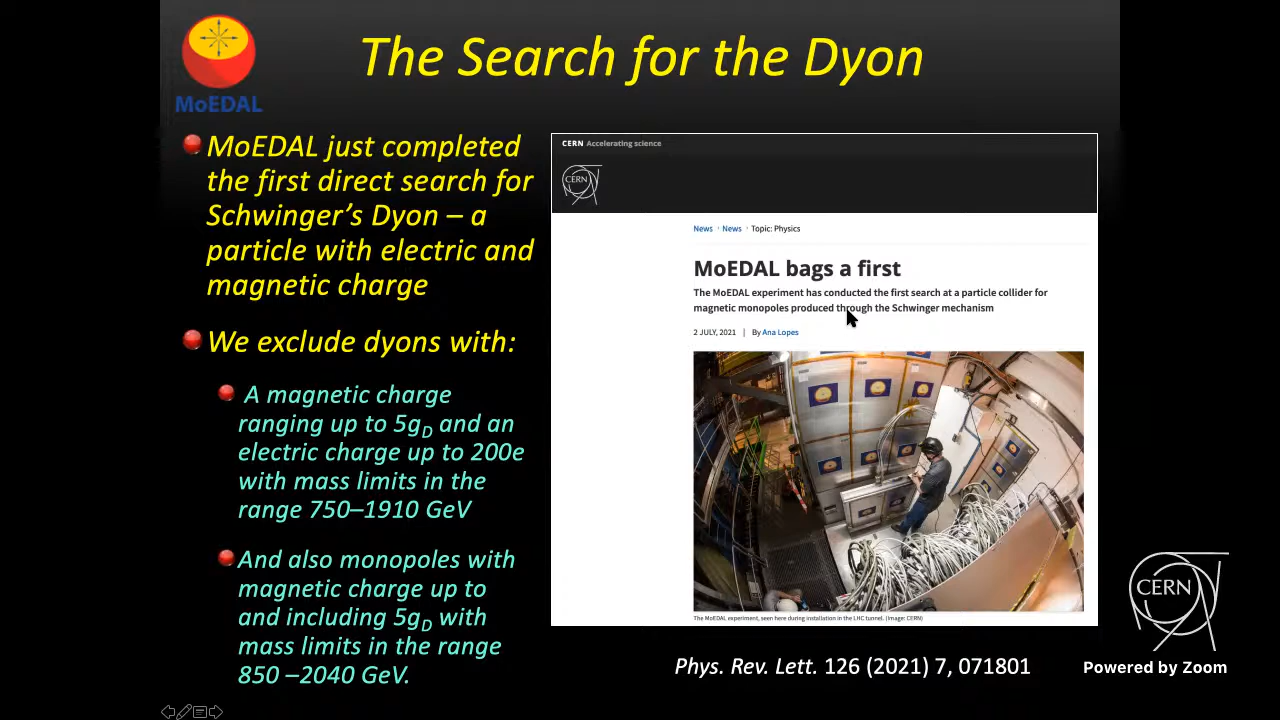 The Search for the Dyon
MoEDAL
MoEDAL just completed
the first direct search for
Schwinger’s Dyon – a
particle with electric and
magnetic charge
We exclude dyons with:
A magnetic charge
ranging up to 5gD and an
electric charge up to 200e
with mass limits in the
range 750–1910 GeV
And also monopoles with
magnetic charge up to
and including 5gD with
mass limits in the range
850 –2040 GeV.
CERN Accelerating science
CERN
News · News · Topic: Physics
MoEDAL bags a first
The MoEDAL experiment has conducted the first search at a particle collider for
magnetic monopoles produced through the Schwinger mechanism
2 JULY, 2021 | By Ana Lopes
The MoEDAL experiment, seen here during installation in the LHC tunnel. (Image: CERN)
Phys. Rev. Lett. 126 (2021) 7, 071801
CERN
Powered by Zoom